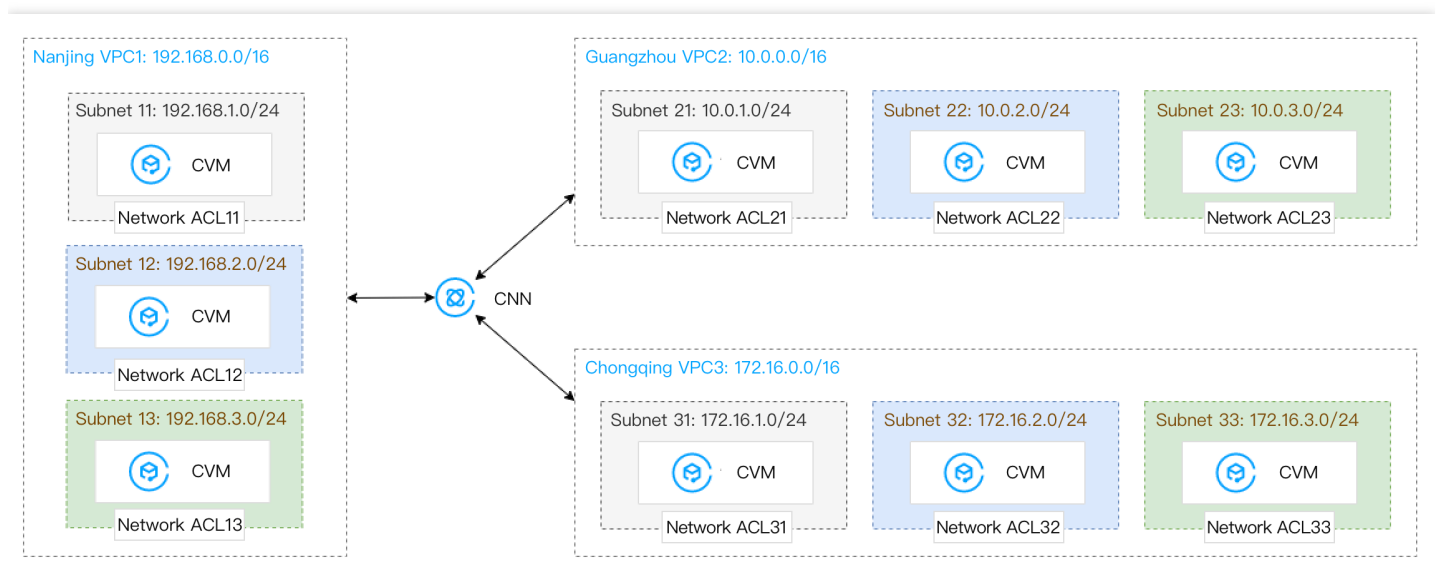 Nanjing VPC1: 192.168.0.0/16
Subnet 11: 192.168.1.0/24
CVM
Network ACL11
Subnet 12: 192.168.2.0/24
CVM
Network ACL12
Subnet 13: 192.168.3.0/24
CVM
Network ACL13
CNN
Guangzhou VPC2: 10.0.0.0/16
Subnet 21: 10.0.1.0/24
CVM
Network ACL21
Subnet 22: 10.0.2.0/24
CVM
Network ACL22
Subnet 23: 10.0.3.0/24
CVM
Network ACL23
Chongqing VPC3: 172.16.0.0/16
Subnet 31: 172.16.1.0/24
CVM
Network ACL31
Subnet 32: 172.16.2.0/24
CVM
Network ACL32
Subnet 33: 172.16.3.0/24
CVM
Network ACL33